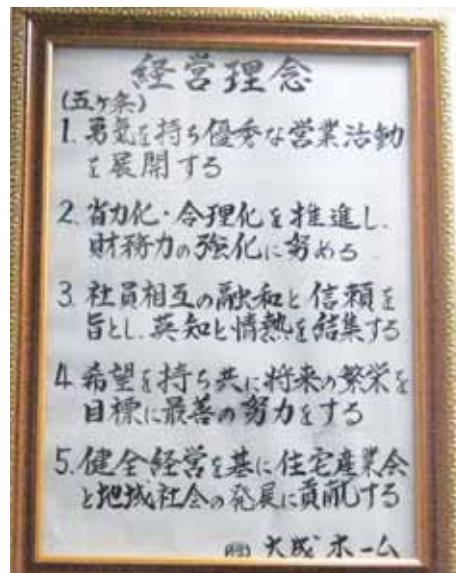 経営理念
(五ヶ条)
1. 勇気を持ち優秀な営業活動
を展開する
2. 省力化・合理化を推進し、
財務力の強化に努める
3. 社員相互の融和と信頼を
旨とし、英知と情熱を結集する
4. 希望を持ち共に将来の繁栄を
目標に最善の努力をする
5. 健全経営を基に住宅産業会
と地域社会の発展に貢献する
大成ホーム